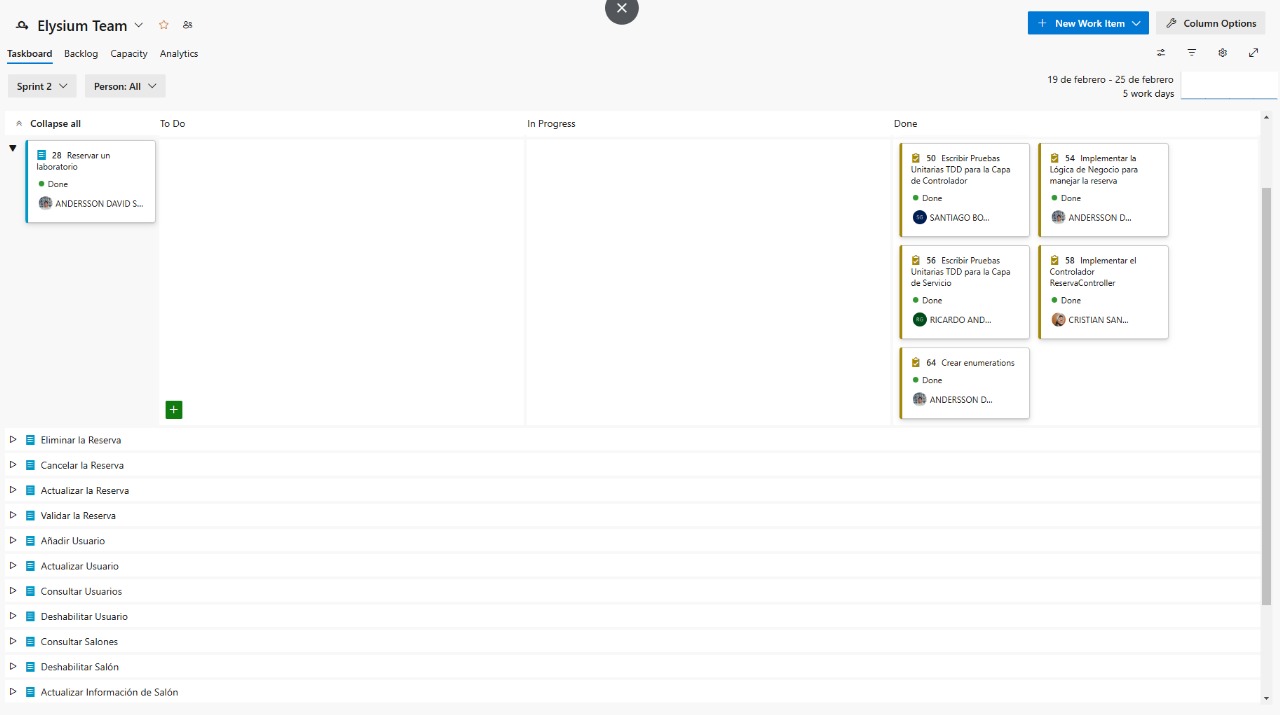 Elysium Team
New Work Item
Column Options
Taskboard Backlog Capacity Analytics
Sprint 2
Person: All
19 de febrero - 25 de febrero
5 work days
Collapse all
To Do
In Progress
Done
28 Reservar un
laboratorio
Done
ANDERSSON DAVID S...
50 Escribir Pruebas
Unitarias TDD para la Capa
de Controlador
Done
SANTIAGO BO...
54 Implementar la
Lógica de Negocio para
manejar la reserva
Done
ANDERSSON D...
56 Escribir Pruebas
Unitarias TDD para la Capa
de Servicio
Done
RG RICARDO AND...
58 Implementar el
Controlador
ReservaController
Done
CRISTIAN SAN...
64 Crear enumerations
Done
ANDERSSON D...
Eliminar la Reserva
Cancelar la Reserva
Actualizar la Reserva
Validar la Reserva
Añadir Usuario
Actualizar Usuario
Consultar Usuarios
Deshabilitar Usuario
Consultar Salones
Deshabilitar Salón
Actualizar Información de Salón